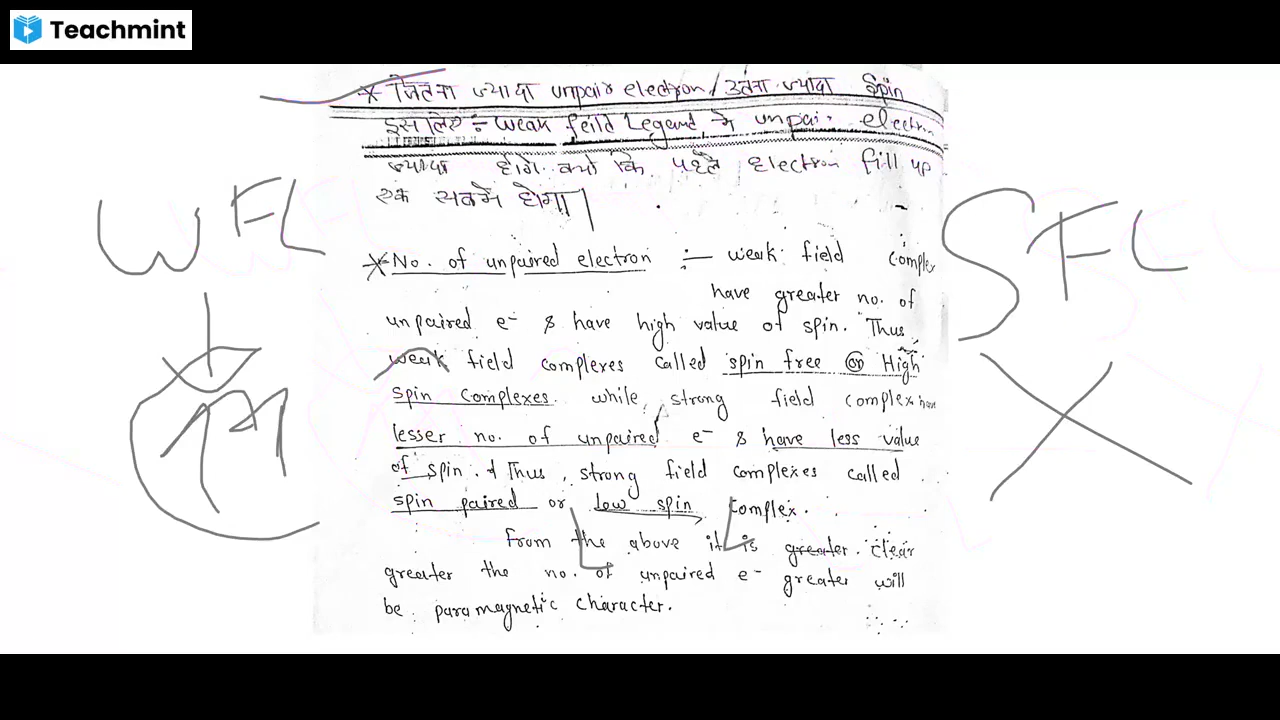 Teachmint
* जितना ज्यादा unpair electron, उतना ज्यादा spin
इसलिए :- weak feild Legand में unpair electron
ज्यादा होंगे क्यों कि पहले electron fill up
एक सबमें होगा।
WFL
SFL
* No. of unpaired electron :- weak field complex
have greater no. of
unpaired e- & have high value of spin. Thus
weak field complexes called spin free or High
spin complexes. while, strong field complex have
lesser no. of unpaired e- & have less value
of spin. & Thus, strong field complexes called
spin paired or low spin complex.
From the above it is greater clear
greater the no. of unpaired e- greater will
be paramagnetic character.